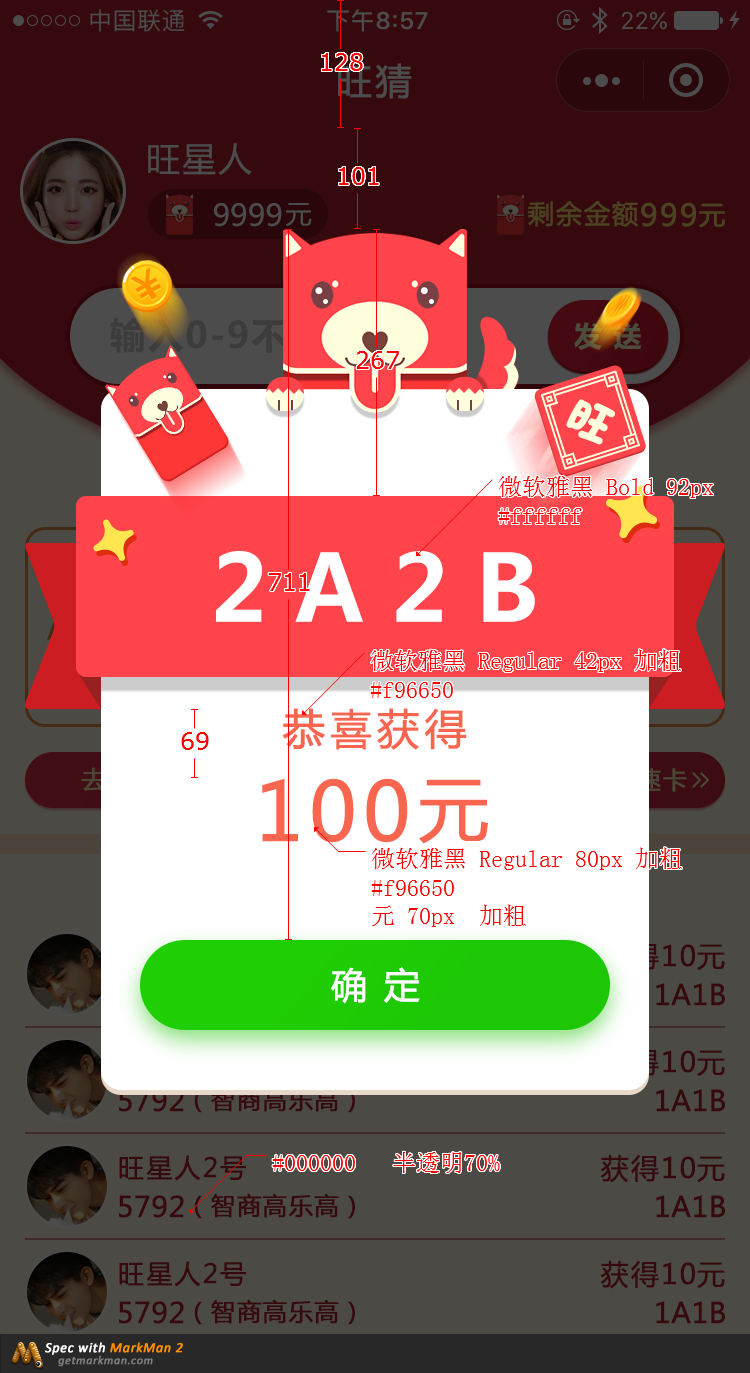 中国联通
下午8:57
22%
128
旺猜
101
旺星人
9999元
剩余金额999元
输入0-9不
发 送
267
旺
微软雅黑 Bold 92px
#ffffff
2A2B
711
微软雅黑 Regular 42px 加粗
#f96650
恭喜获得
69
去
速卡
100元
微软雅黑 Regular 80px 加粗
#f96650
元 70px 加粗
确 定
得10元
1A1B
得10元
5792（智商高乐高）
1A1B
#000000 半透明70%
旺星人2号
获得10元
5792（智商高乐高）
1A1B
旺星人2号
获得10元
5792（智商高乐高）
1A1B
Spec with MarkMan 2
getmarkman.com